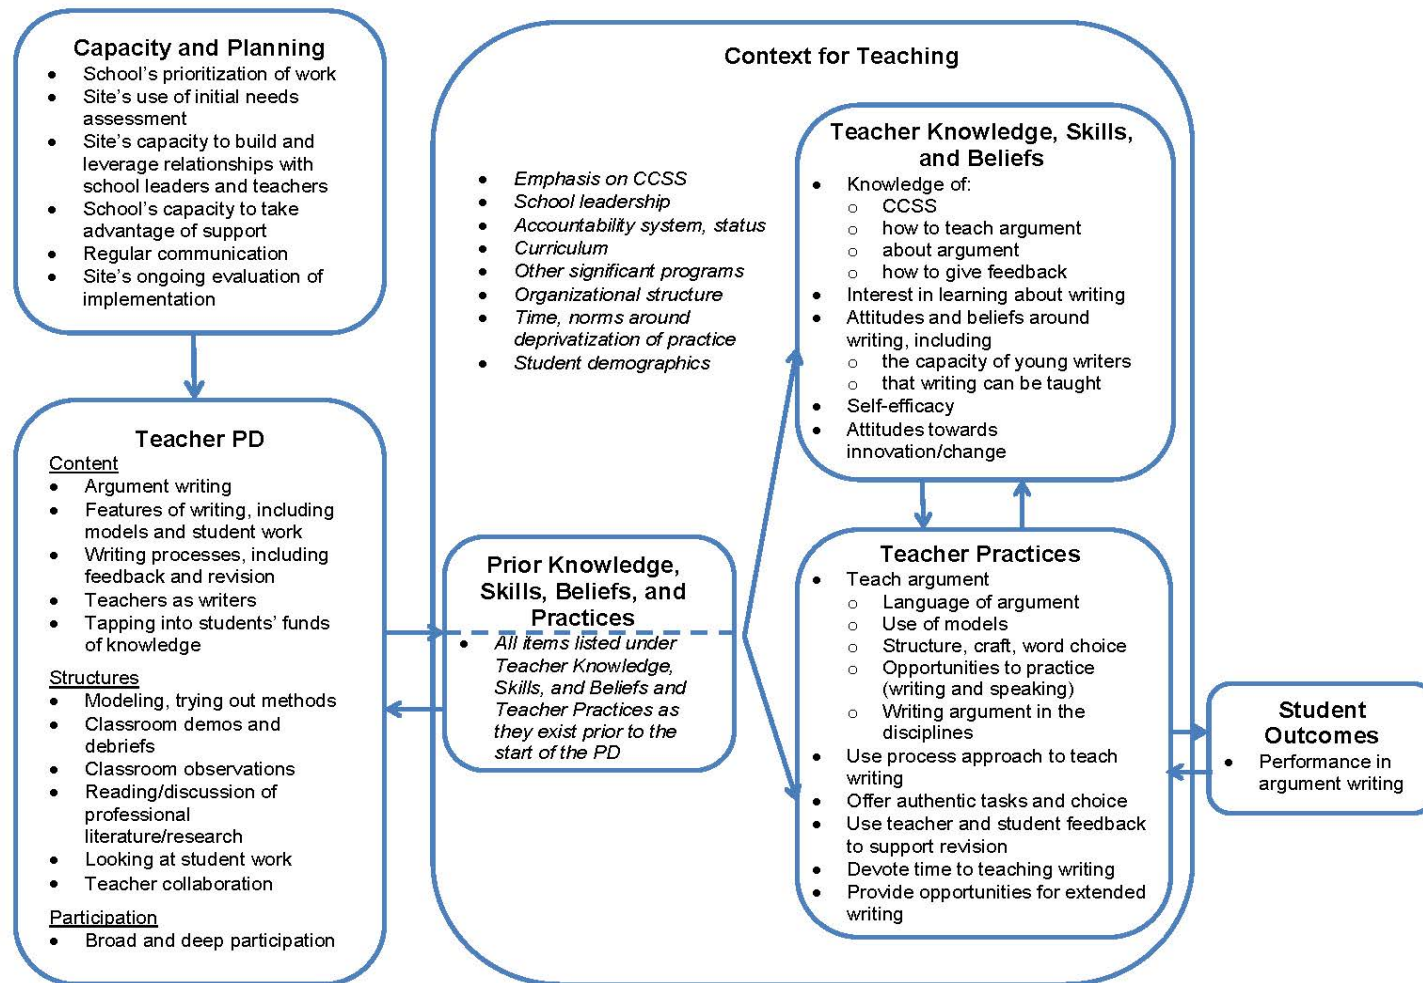 Capacity and Planning
• School's prioritization of work
• Site's use of initial needs
assessment
• Site's capacity to build and
leverage relationships with
school leaders and teachers
• School's capacity to take
advantage of support
• Regular communication
• Site's ongoing evaluation of
implementation
Teacher PD
Content
• Argument writing
• Features of writing, including
models and student work
• Writing processes, including
feedback and revision
• Teachers as writers
• Tapping into students' funds
of knowledge
Structures
• Modeling, trying out methods
• Classroom demos and
debriefs
• Classroom observations
• Reading/discussion of
professional
literature/research
• Looking at student work
• Teacher collaboration
Participation
• Broad and deep participation
Context for Teaching
• Emphasis on CCSS
• School leadership
• Accountability system, status
• Curriculum
• Other significant programs
• Organizational structure
• Time, norms around
deprivatization of practice
• Student demographics
Prior Knowledge,
Skills, Beliefs, and
Practices
• All items listed under
Teacher Knowledge,
Skills, and Beliefs and
Teacher Practices as
they exist prior to the
start of the PD
Teacher Knowledge, Skills,
and Beliefs
• Knowledge of:
○ CCSS
○ how to teach argument
○ about argument
○ how to give feedback
• Interest in learning about writing
• Attitudes and beliefs around
writing, including
○ the capacity of young writers
○ that writing can be taught
• Self-efficacy
• Attitudes towards
innovation/change
Teacher Practices
• Teach argument
○ Language of argument
○ Use of models
○ Structure, craft, word choice
○ Opportunities to practice
(writing and speaking)
○ Writing argument in the
disciplines
• Use process approach to teach
writing
• Offer authentic tasks and choice
• Use teacher and student feedback
to support revision
• Devote time to teaching writing
• Provide opportunities for extended
writing
Student
Outcomes
• Performance in
argument writing